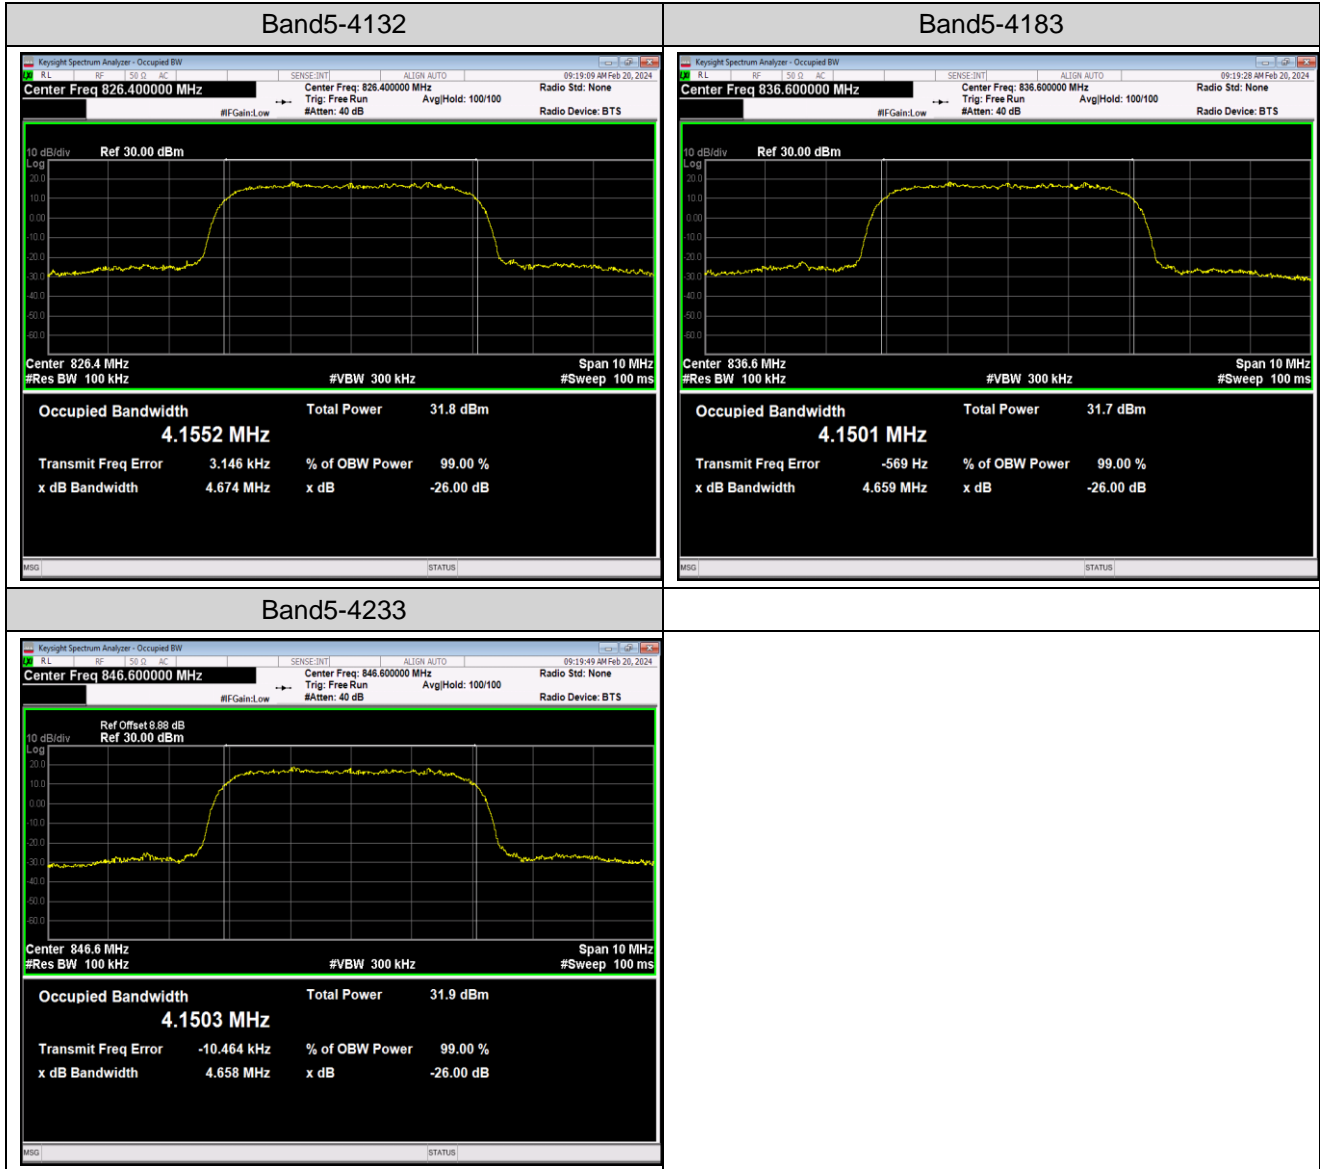 Band5-4132
Band5-4183
Keysight Spectrum Analyzer - Occupied BW
RL RF 50 Ω AC SENSE:INT ALIGN AUTO 09:19:09 AM Feb 20, 2024
Center Freq 826.400000 MHz
Center Freq: 826.400000 MHz
Radio Std: None
Trig: Free Run Avg|Hold: 100/100
#IFGain:Low #Atten: 40 dB Radio Device: BTS
10 dB/div Ref 30.00 dBm
Log
20.0
10.0
0.00
-10.0
-20.0
-30.0
-40.0
-50.0
-60.0
Center 826.4 MHz Span 10 MHz
#Res BW 100 kHz #VBW 300 kHz #Sweep 100 ms
Occupied Bandwidth Total Power 31.8 dBm
4.1552 MHz
Transmit Freq Error 3.146 kHz % of OBW Power 99.00 %
x dB Bandwidth 4.674 MHz x dB -26.00 dB
MSG STATUS
Keysight Spectrum Analyzer - Occupied BW
RL RF 50 Ω AC SENSE:INT ALIGN AUTO 09:19:28 AM Feb 20, 2024
Center Freq 836.600000 MHz
Center Freq: 836.600000 MHz
Radio Std: None
Trig: Free Run Avg|Hold: 100/100
#IFGain:Low #Atten: 40 dB Radio Device: BTS
10 dB/div Ref 30.00 dBm
Log
20.0
10.0
0.00
-10.0
-20.0
-30.0
-40.0
-50.0
-60.0
Center 836.6 MHz Span 10 MHz
#Res BW 100 kHz #VBW 300 kHz #Sweep 100 ms
Occupied Bandwidth Total Power 31.7 dBm
4.1501 MHz
Transmit Freq Error -569 Hz % of OBW Power 99.00 %
x dB Bandwidth 4.659 MHz x dB -26.00 dB
MSG STATUS
Band5-4233
Keysight Spectrum Analyzer - Occupied BW
RL RF 50 Ω AC SENSE:INT ALIGN AUTO 09:19:49 AM Feb 20, 2024
Center Freq 846.600000 MHz
Center Freq: 846.600000 MHz
Radio Std: None
Trig: Free Run Avg|Hold: 100/100
#IFGain:Low #Atten: 40 dB Radio Device: BTS
Ref Offset 8.88 dB
10 dB/div Ref 30.00 dBm
Log
20.0
10.0
0.00
-10.0
-20.0
-30.0
-40.0
-50.0
-60.0
Center 846.6 MHz Span 10 MHz
#Res BW 100 kHz #VBW 300 kHz #Sweep 100 ms
Occupied Bandwidth Total Power 31.9 dBm
4.1503 MHz
Transmit Freq Error -10.464 kHz % of OBW Power 99.00 %
x dB Bandwidth 4.658 MHz x dB -26.00 dB
MSG STATUS